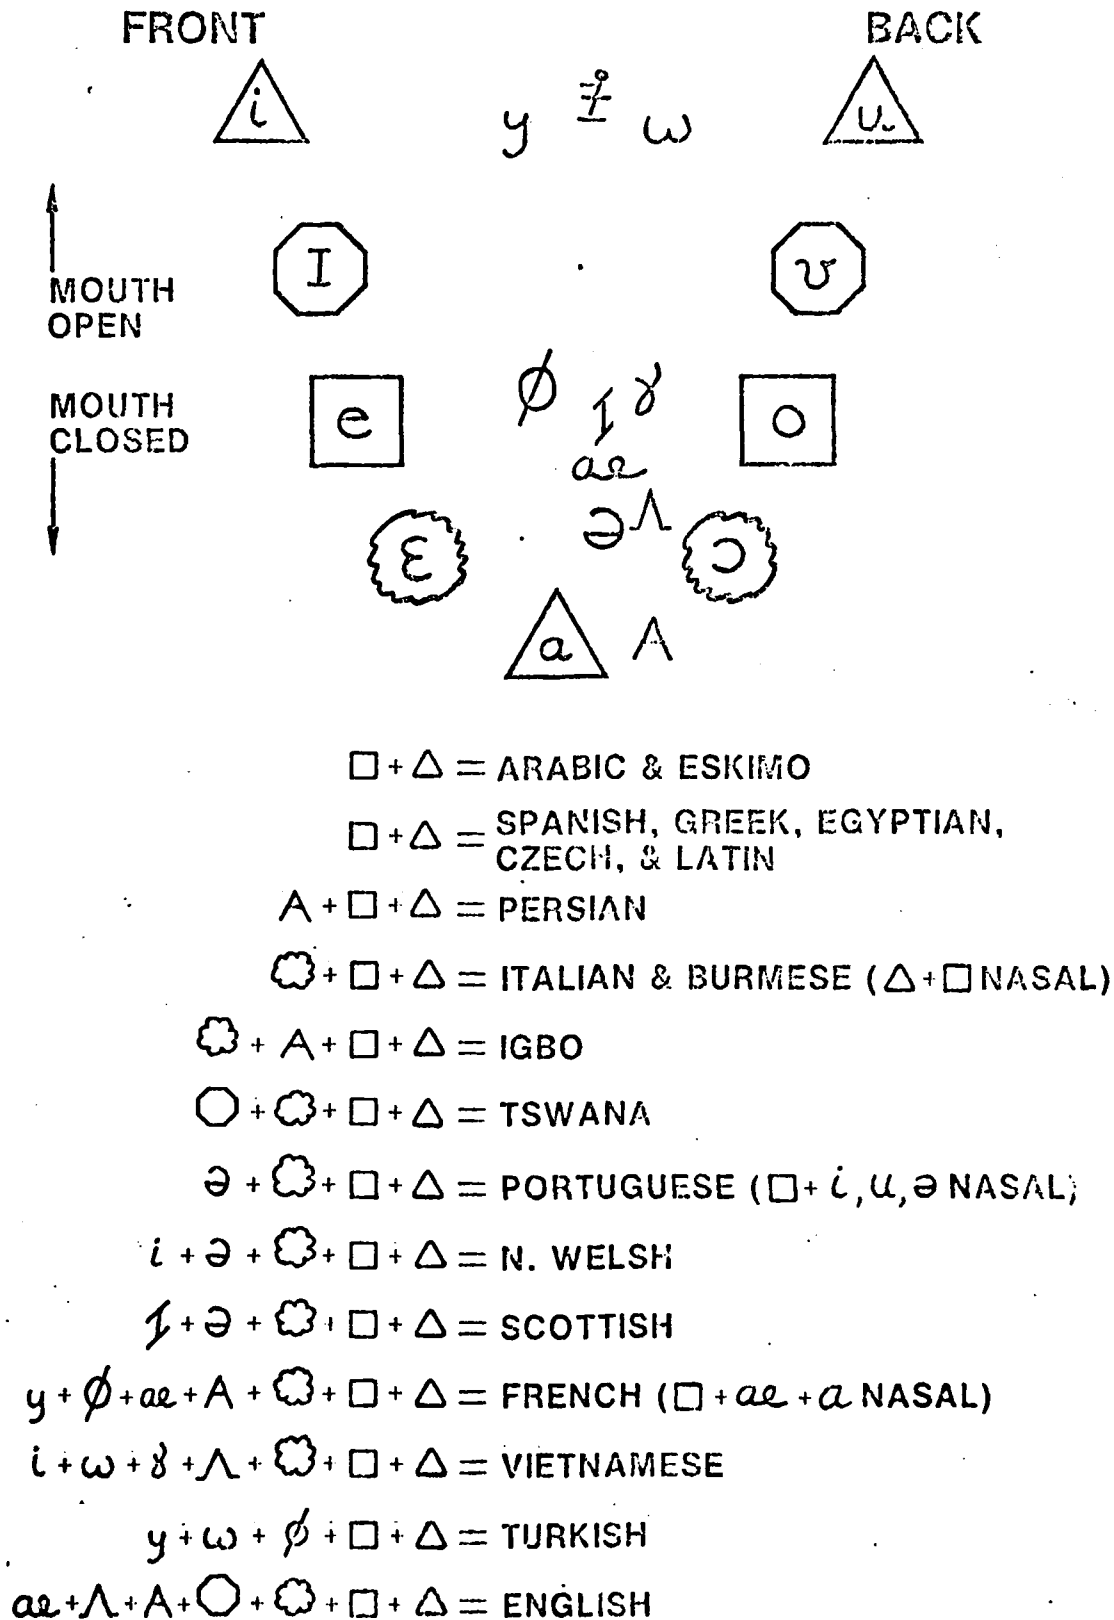 FRONT BACK
i y ɨ ω u
I ʊ
MOUTH
OPEN
MOUTH
CLOSED
e ø I ɣ o
æ
ɛ ə Λ ɔ
a A
□ + △ = ARABIC & ESKIMO
□ + △ = SPANISH, GREEK, EGYPTIAN,
CZECH, & LATIN
A + □ + △ = PERSIAN
+ □ + △ = ITALIAN & BURMESE (△ + □ NASAL)
+ A + □ + △ = IGBO
+ + □ + △ = TSWANA
ə + + □ + △ = PORTUGUESE (□ + i, u, ə NASAL)
i + ə + + □ + △ = N. WELSH
I + ə + + □ + △ = SCOTTISH
y + ø + æ + A + + □ + △ = FRENCH (□ + æ + a NASAL)
i + ω + ɣ + Λ + + □ + △ = VIETNAMESE
y + ω + ø + □ + △ = TURKISH
æ + Λ + A + + + □ + △ = ENGLISH